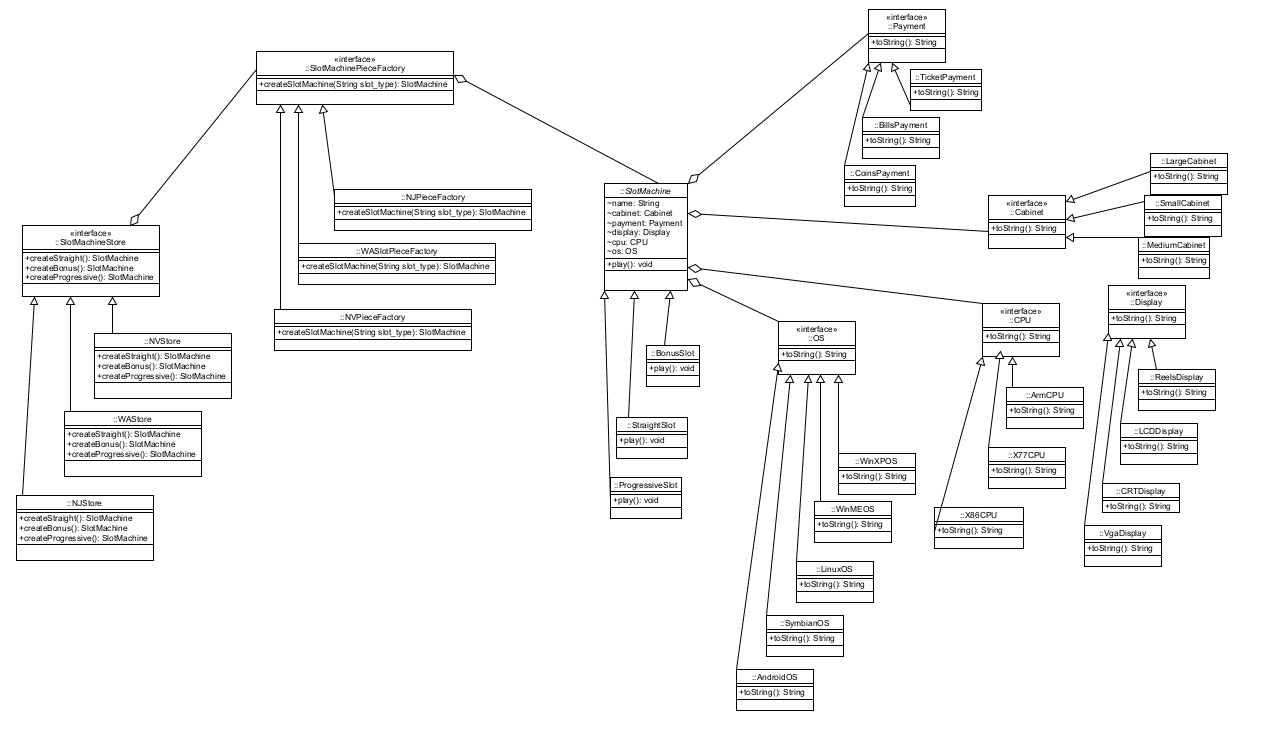 «interface»
::Payment
+toString(): String
::TicketPayment
+toString(): String
::BillsPayment
+toString(): String
::CoinsPayment
+toString(): String
«interface»
::SlotMachinePieceFactory
+createSlotMachine(String slot_type): SlotMachine
::NJPieceFactory
+createSlotMachine(String slot_type): SlotMachine
::WASlotPieceFactory
+createSlotMachine(String slot_type): SlotMachine
::NVPieceFactory
+createSlotMachine(String slot_type): SlotMachine
«interface»
::SlotMachineStore
+createStraight(): SlotMachine
+createBonus(): SlotMachine
+createProgressive(): SlotMachine
::NVStore
+createStraight(): SlotMachine
+createBonus(): SlotMachine
+createProgressive(): SlotMachine
::WAStore
+createStraight(): SlotMachine
+createBonus(): SlotMachine
+createProgressive(): SlotMachine
::NJStore
+createStraight(): SlotMachine
+createBonus(): SlotMachine
+createProgressive(): SlotMachine
::SlotMachine
~name: String
~cabinet: Cabinet
~payment: Payment
~display: Display
~cpu: CPU
~os: OS
+play(): void
::BonusSlot
+play(): void
::StraightSlot
+play(): void
::ProgressiveSlot
+play(): void
«interface»
::Cabinet
+toString(): String
::LargeCabinet
+toString(): String
::SmallCabinet
+toString(): String
::MediumCabinet
+toString(): String
«interface»
::OS
+toString(): String
::WinXPOS
+toString(): String
::WinMEOS
+toString(): String
::LinuxOS
+toString(): String
::SymbianOS
+toString(): String
::AndroidOS
+toString(): String
«interface»
::CPU
+toString(): String
::ArmCPU
+toString(): String
::X77CPU
+toString(): String
::X86CPU
+toString(): String
«interface»
::Display
+toString(): String
::ReelsDisplay
+toString(): String
::LCDDisplay
+toString(): String
::CRTDisplay
+toString(): String
::VgaDisplay
+toString(): String